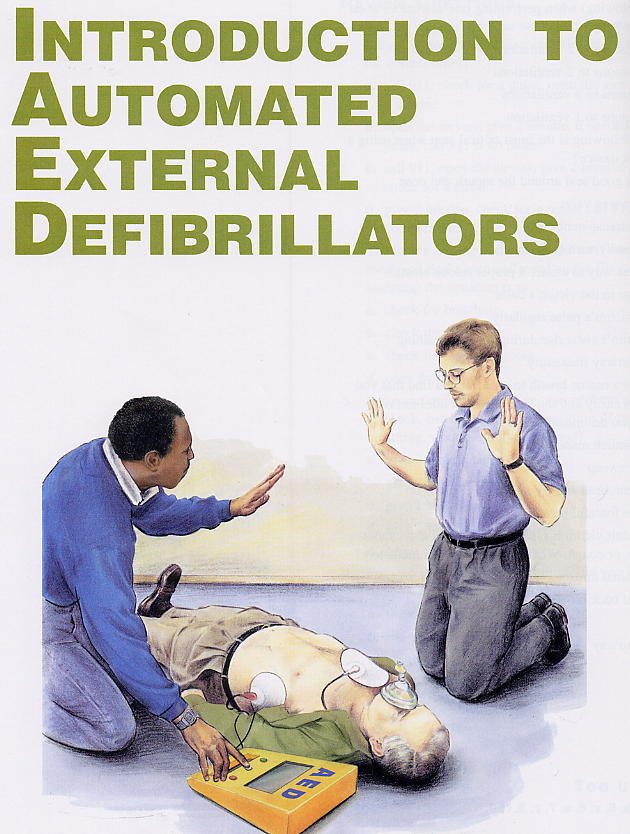 INTRODUCTION TO
AUTOMATED
EXTERNAL
DEFIBRILLATORS
AED